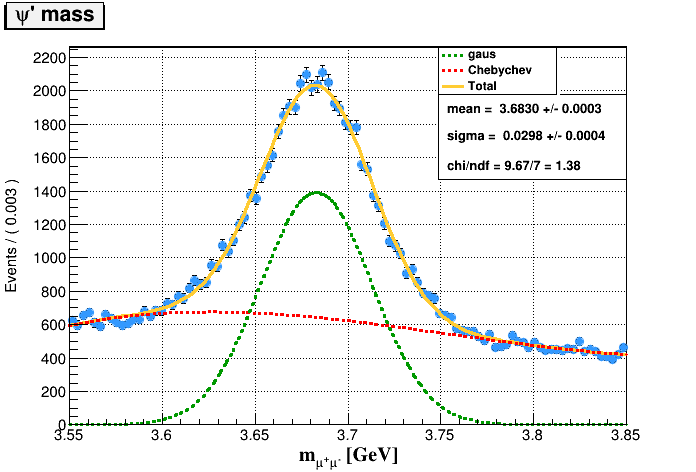 ψ' mass
gaus
Chebychev
Total
mean = 3.6830 +/- 0.0003
sigma = 0.0298 +/- 0.0004
chi/ndf = 9.67/7 = 1.38
Events / ( 0.003 )
2200
2000
1800
1600
1400
1200
1000
800
600
400
200
0
3.55 3.6 3.65 3.7 3.75 3.8 3.85
m_μ⁺μ⁻ [GeV]